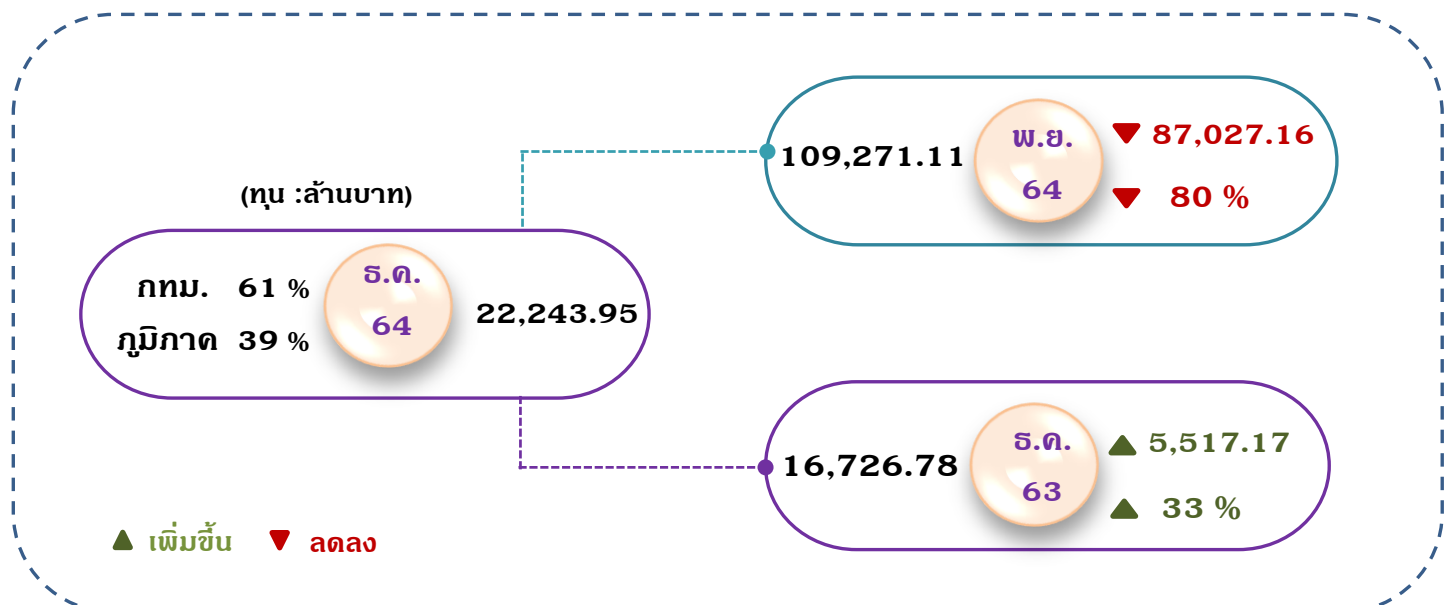 (ทุน :ล้านบาท)
กทม. 61 %
ภูมิภาค 39 %
ธ.ค.
64
22,243.95
109,271.11
พ.ย.
64
▼ 87,027.16
▼ 80 %
16,726.78
ธ.ค.
63
▲ 5,517.17
▲ 33 %
▲ เพิ่มขึ้น ▼ ลดลง